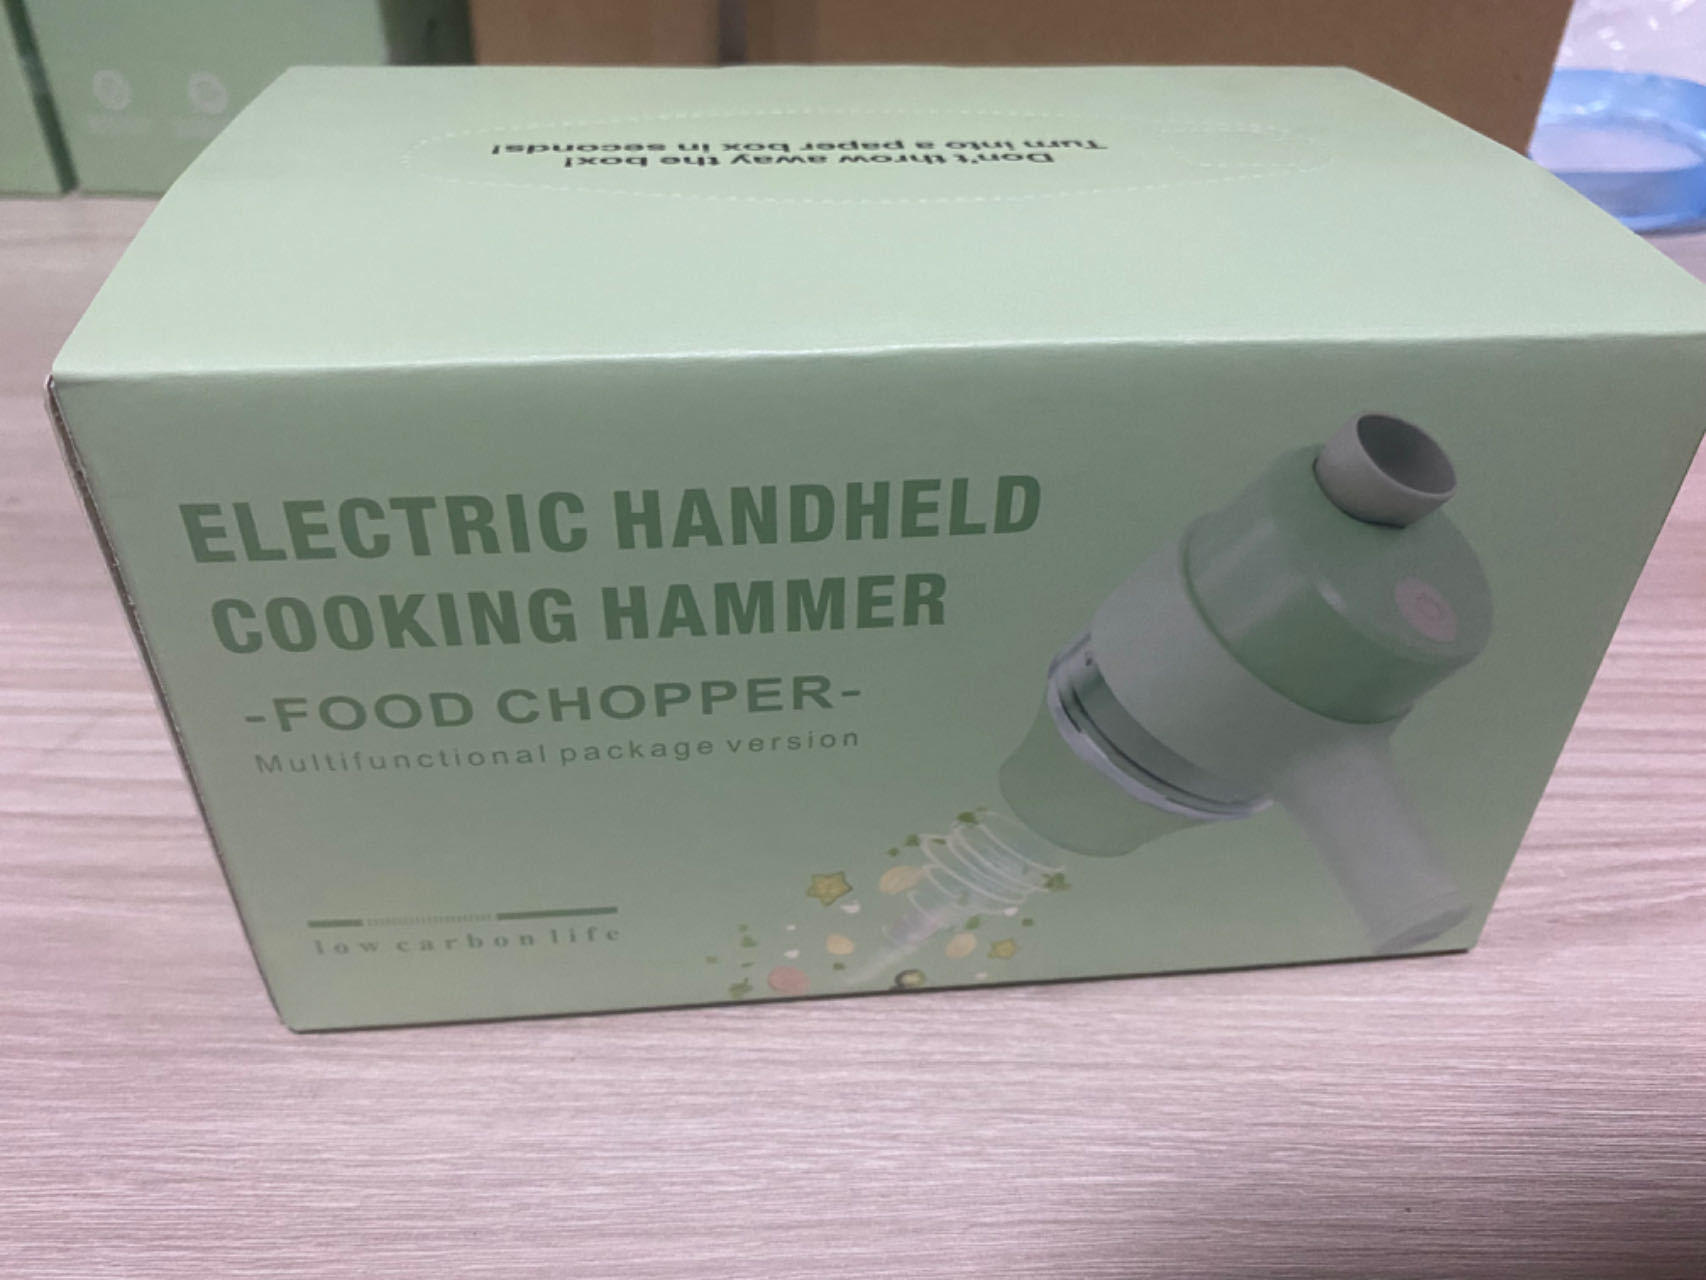 Don't throw away the box!
Turn into a paper box in seconds!
ELECTRIC HANDHELD
COOKING HAMMER
-FOOD CHOPPER-
Multifunctional package version
low carbon life